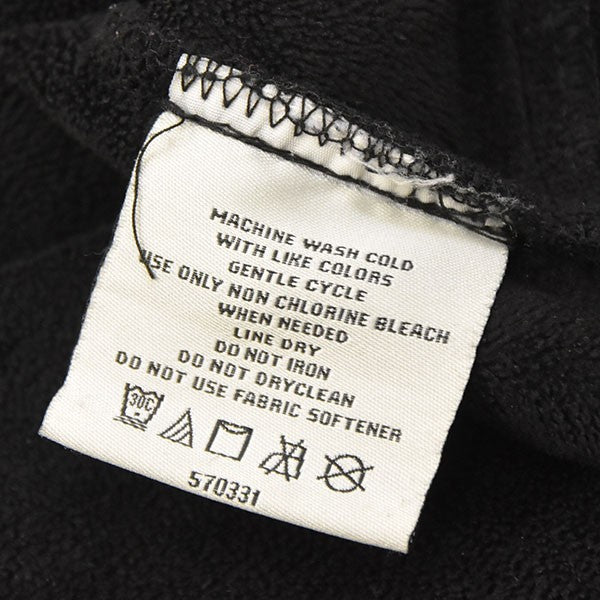 MACHINE WASH COLD
WITH LIKE COLORS
GENTLE CYCLE
USE ONLY NON CHLORINE BLEACH
WHEN NEEDED
LINE DRY
DO NOT IRON
DO NOT DRYCLEAN
DO NOT USE FABRIC SOFTENER
30C
570331